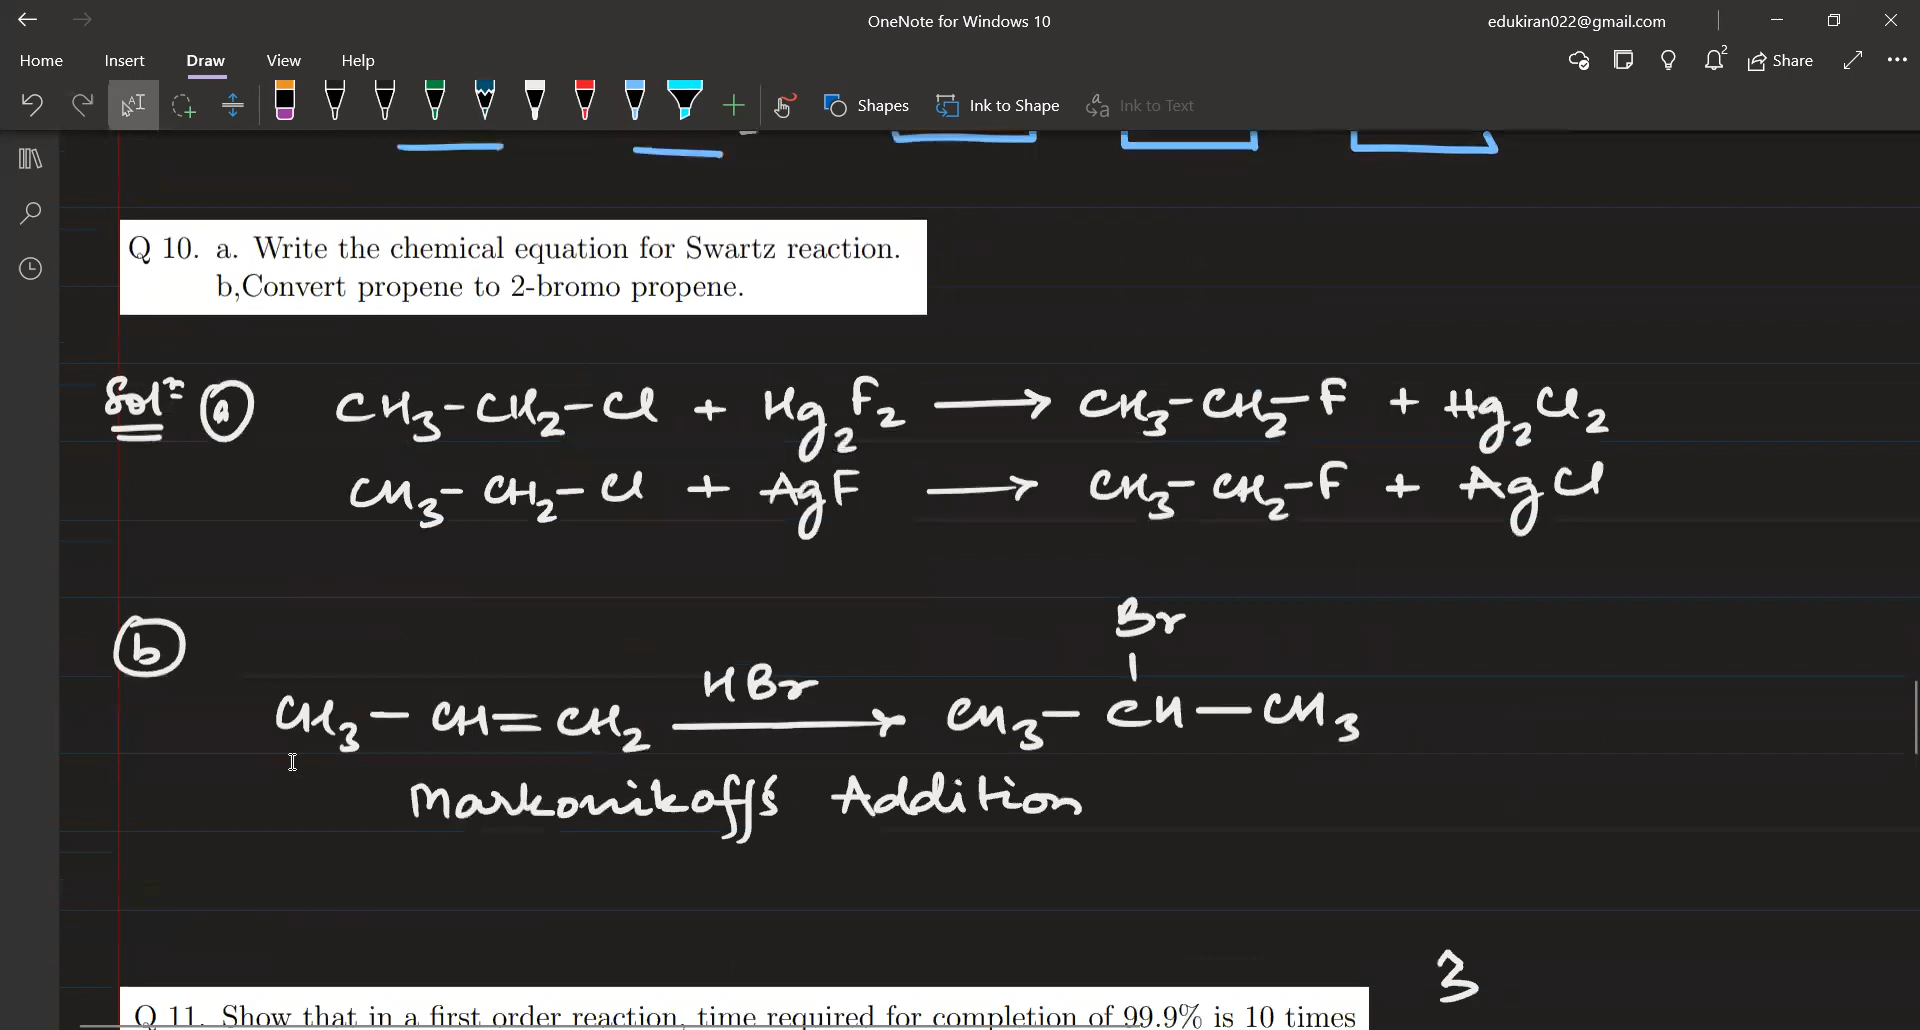 OneNote for Windows 10
edukiran022@gmail.com
Home Insert Draw View Help
2 Share
Shapes Ink to Shape Ink to Text
Q 10. a. Write the chemical equation for Swartz reaction.
b,Convert propene to 2-bromo propene.
Solⁿ: ⓐ CH₃-CH₂-Cl + Hg₂F₂ ⟶ CH₃-CH₂-F + Hg₂Cl₂
CH₃-CH₂-Cl + AgF ⟶ CH₃-CH₂-F + AgCl
Br
ⓑ
HBr
CH₃-CH=CH₂ ⟶ CH₃-CH-CH₃
Markonikoff's Addition
3
Q 11. Show that in a first order reaction, time required for completion of 99.9% is 10 times